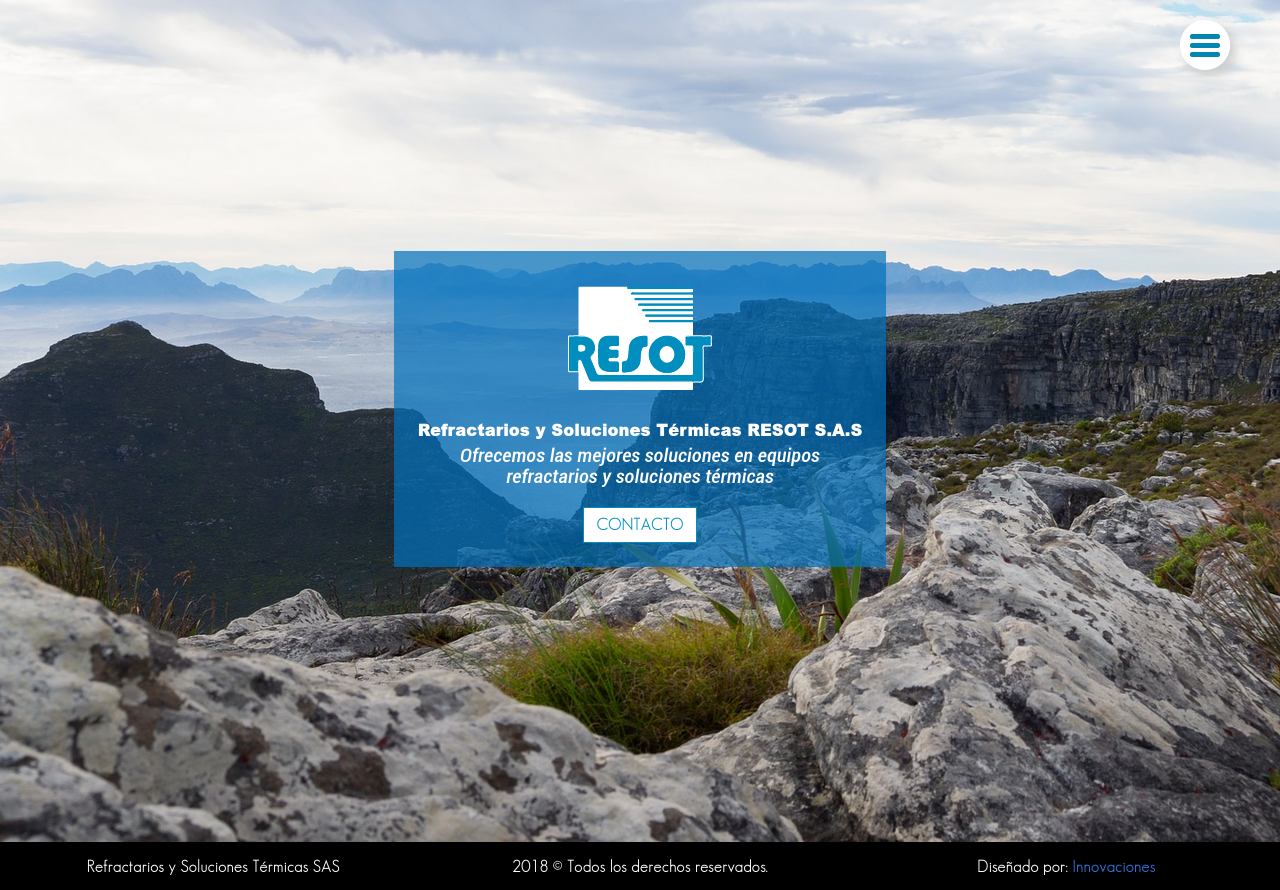 RESOT
Refractarios y Soluciones Térmicas RESOT S.A.S
Ofrecemos las mejores soluciones en equipos
refractarios y soluciones térmicas
CONTACTO
Refractarios y Soluciones Térmicas SAS
2018 © Todos los derechos reservados.
Diseñado por: Innovaciones